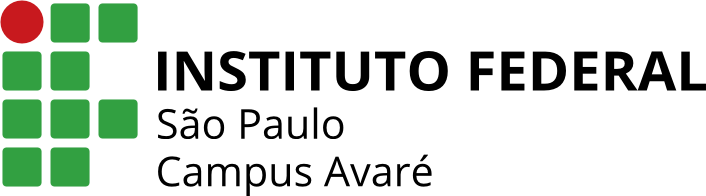 INSTITUTO FEDERAL
São Paulo
Campus Avaré